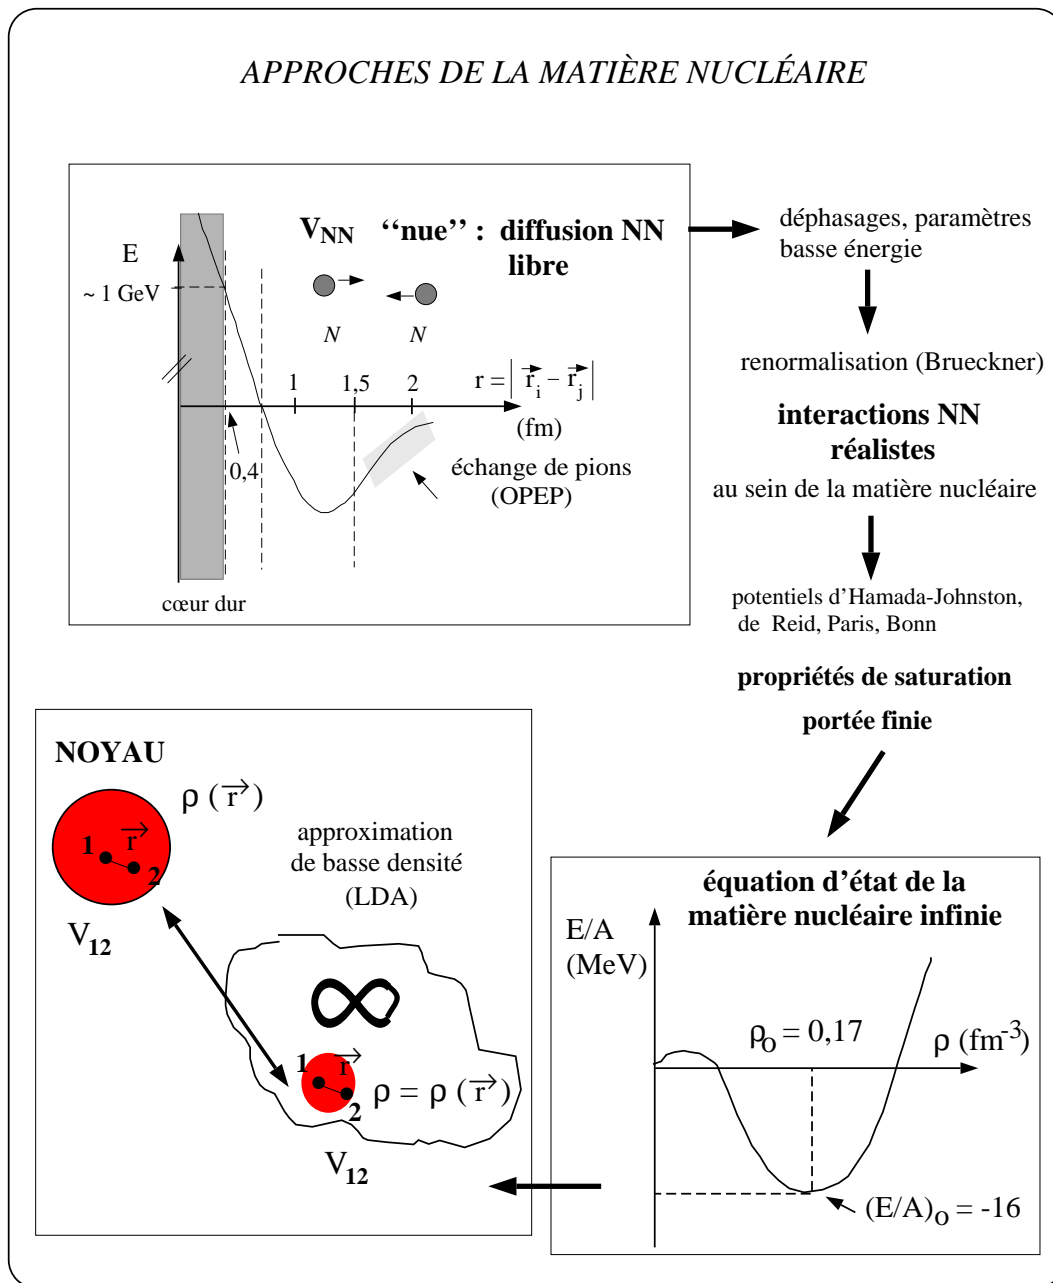 APPROCHES DE LA MATIÈRE NUCLÉAIRE
V_NN “nue” : diffusion NN
libre
E
~ 1 GeV
N N
1 1,5 2 r = | r_i – r_j |
(fm)
0,4
échange de pions
(OPEP)
cœur dur
déphasages, paramètres
basse énergie
renormalisation (Brueckner)
interactions NN
réalistes
au sein de la matière nucléaire
potentiels d’Hamada-Johnston,
de Reid, Paris, Bonn
propriétés de saturation
portée finie
NOYAU
ρ ( r )
1 r
2
V_12
approximation
de basse densité
(LDA)
∞
1 r
2
ρ = ρ ( r )
V_12
équation d’état de la
matière nucléaire infinie
E/A
(MeV)
ρ_o = 0,17
ρ (fm^-3)
(E/A)_o = -16